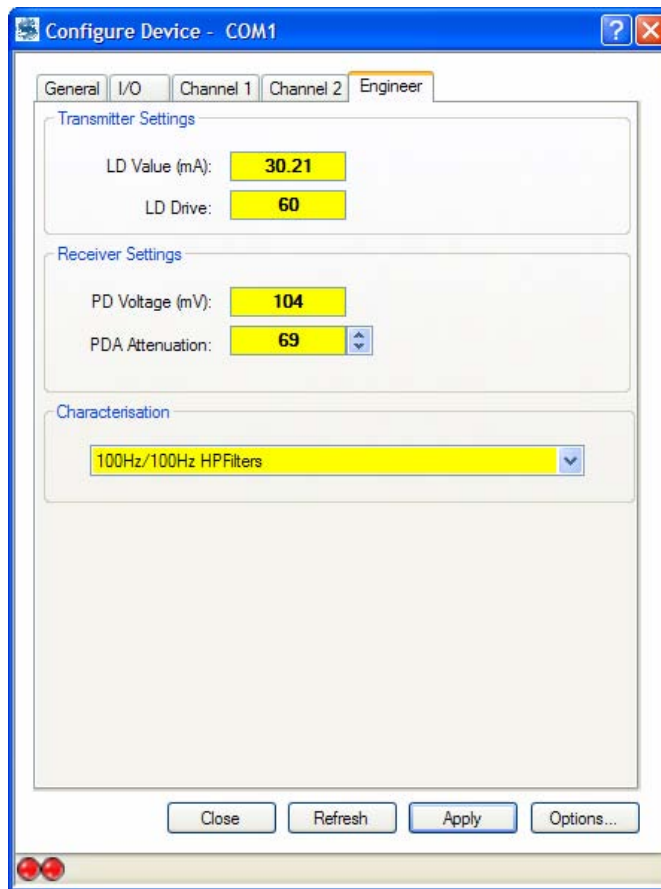 Configure Device -  COM1
General I/O Channel 1 Channel 2 Engineer
Transmitter Settings
LD Value (mA): 30.21
LD Drive: 60
Receiver Settings
PD Voltage (mV): 104
PDA Attenuation: 69
Characterisation
100Hz/100Hz HPFilters
Close Refresh Apply Options...